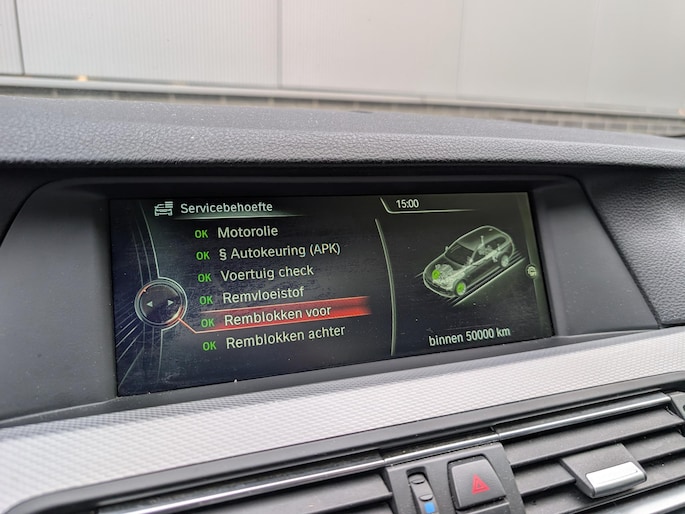 Servicebehoefte
15:00
OK Motorolie
OK § Autokeuring (APK)
OK Voertuig check
OK Remvloeistof
OK Remblokken voor
OK Remblokken achter
binnen 50000 km